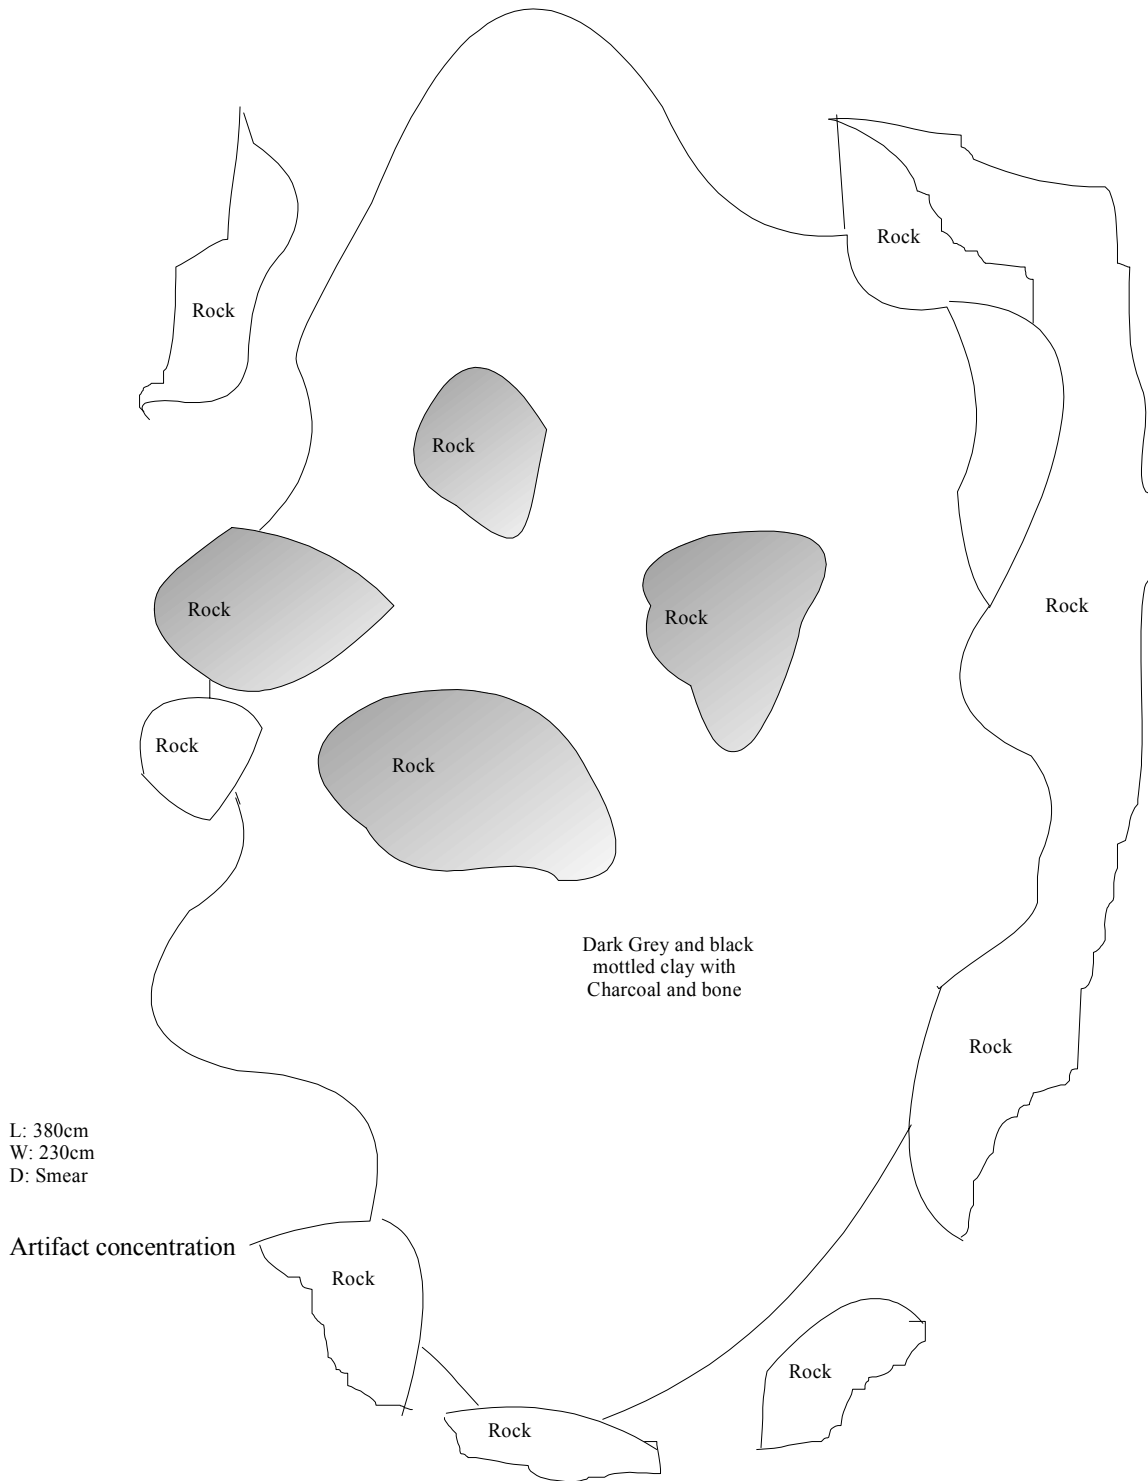 Rock
Rock
Rock
Rock
Rock
Rock
Rock
Rock
Rock
Dark Grey and black
mottled clay with
Charcoal and bone
Rock
L: 380cm
W: 230cm
D: Smear
Artifact concentration
Rock
Rock
Rock